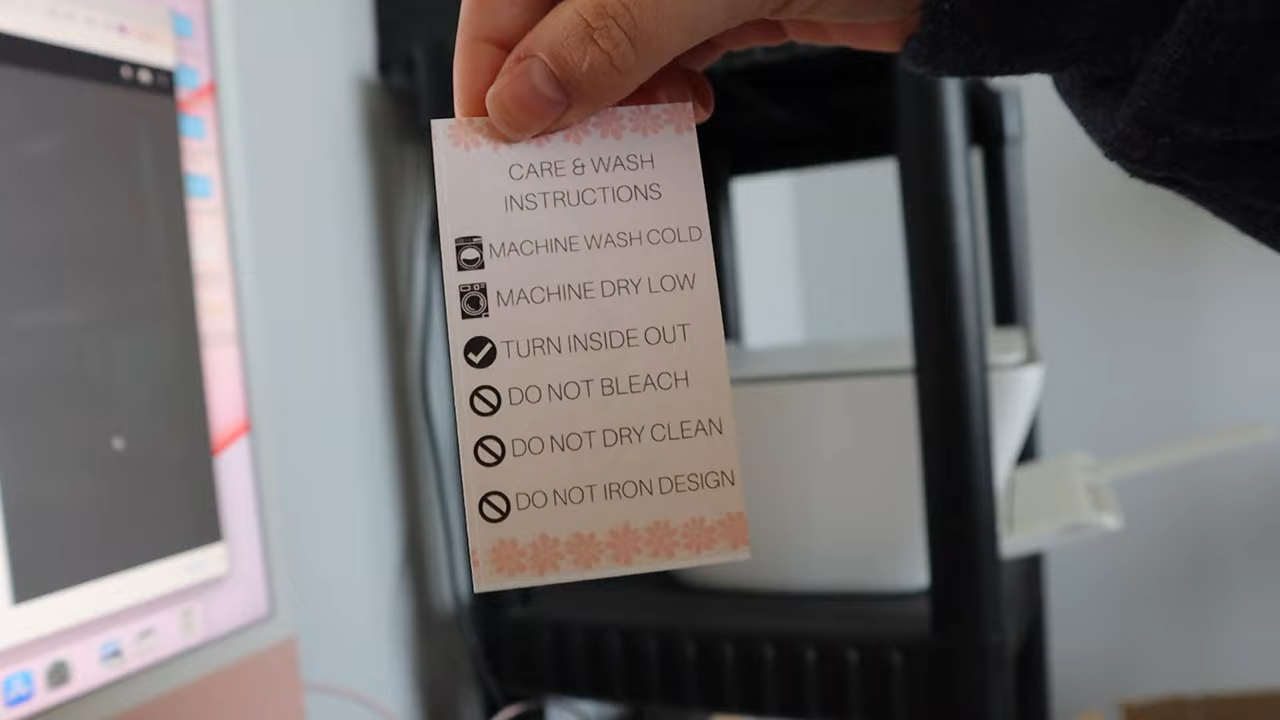 CARE & WASH
INSTRUCTIONS
MACHINE WASH COLD
MACHINE DRY LOW
TURN INSIDE OUT
DO NOT BLEACH
DO NOT DRY CLEAN
DO NOT IRON DESIGN